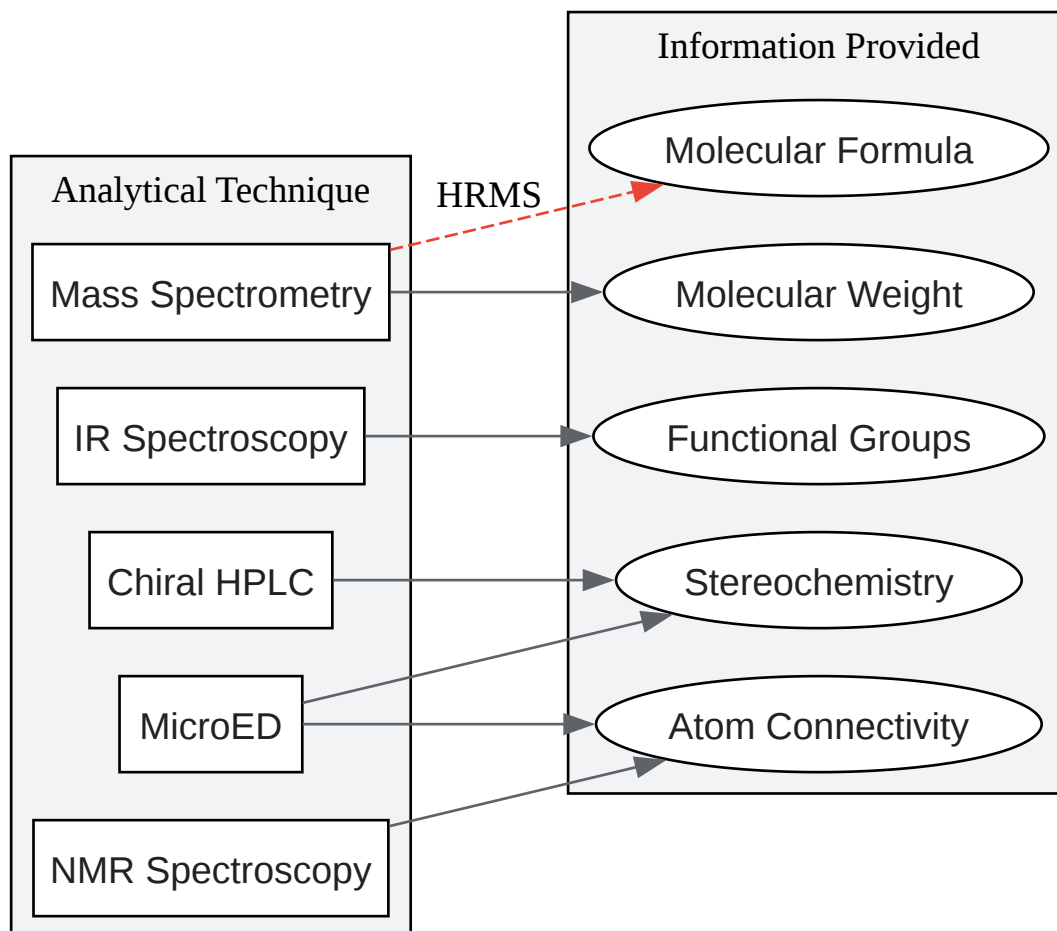 Information Provided
Molecular Formula
Analytical Technique
HRMS
Mass Spectrometry
Molecular Weight
IR Spectroscopy
Functional Groups
Chiral HPLC
Stereochemistry
MicroED
Atom Connectivity
NMR Spectroscopy